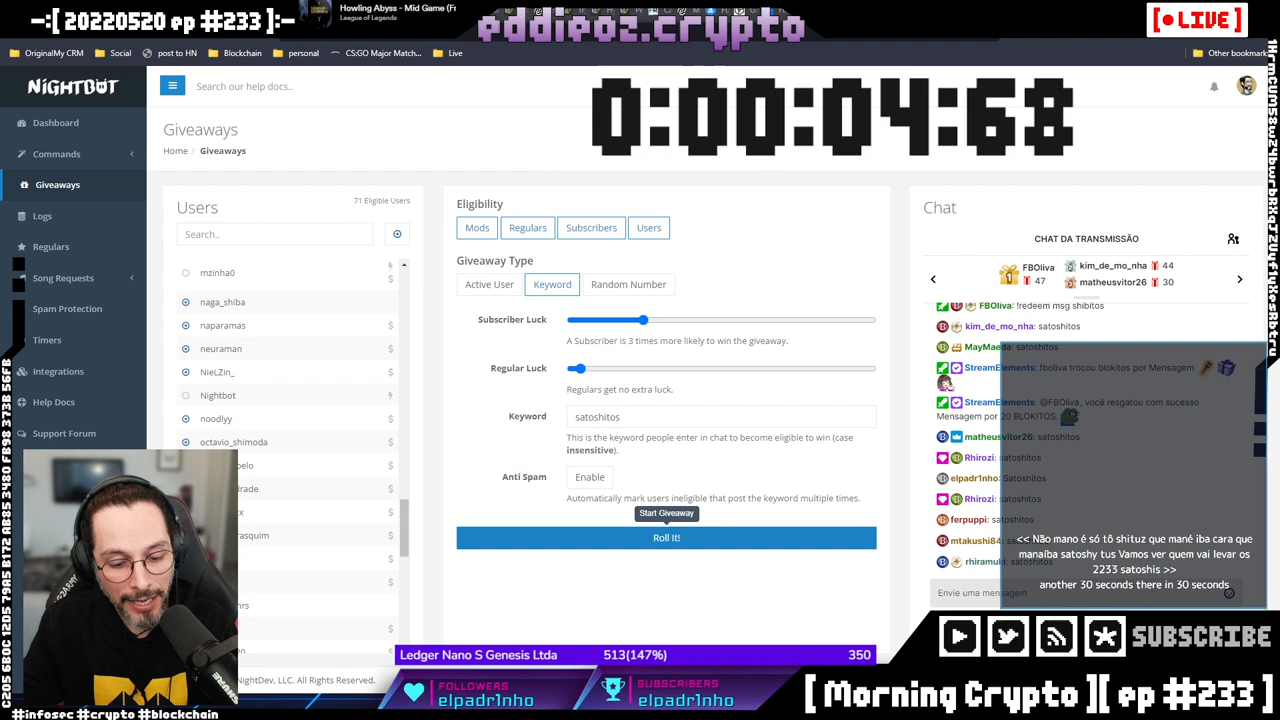 -:[ 20220520 ep #233 ]:-
Howling Abyss - Mid Game (Fr
League of Legends
eddieoz.crypto
[ LIVE ]
OriginalMy CRM
Social
post to HN
Blockchain
personal
CS:GO Major Match...
Live
Other bookmark
NiGHTBOT
Search our help docs..
0:00:04:68
Dashboard
Commands
Giveaways
Logs
Regulars
Song Requests
Spam Protection
Timers
Integrations
Help Docs
Support Forum
Giveaways
Home / Giveaways
Users
71 Eligible Users
Search..
mzinha0
naga_shiba
naparamas
neuraman
NieLZin_
Nightbot
noodlyy
octavio_shimoda
Eligibility
Mods
Regulars
Subscribers
Users
Giveaway Type
Active User
Keyword
Random Number
Subscriber Luck
A Subscriber is 3 times more likely to win the giveaway.
Regular Luck
Regulars get no extra luck.
Keyword
satoshitos
This is the keyword people enter in chat to become eligible to win (case
insensitive).
Anti Spam
Enable
Automatically mark users ineligible that post the keyword multiple times.
Start Giveaway
Roll It!
Chat
CHAT DA TRANSMISSÃO
1
FBOliva
47
kim_de_mo_nha 44
matheusvitor26 30
FBOliva: !redeem msg shibitos
kim_de_mo_nha: satoshitos
MayMaeda: satoshitos
StreamElements: fboliva trocou blokitos por Mensagem
StreamElements: @FBOliva, você resgatou com sucesso
Mensagem por 20 BLOKITOS.
matheusvitor26: satoshitos
Rhirozi: satoshitos
elpadr1nho: Satoshitos
Rhirozi: satoshitos
ferpuppi: satoshitos
mtakushi84:
rhiramuki: satoshitos
Envie uma mensagem
<< Não mano é só tô shituz que mané iba cara que
manaíba satoshy tus Vamos ver quem vai levar os
2233 satoshis >>
another 30 seconds there in 30 seconds
NightDev, LLC. All Rights Reserved.
Ledger Nano S Genesis Ltda
513(147%)
350
FOLLOWERS
elpadr1nho
SUBSCRIBERS
elpadr1nho
SUBSCRIBE
[ Morning Crypto ][ ep #233 ]
#infosec #crypto #blockchain